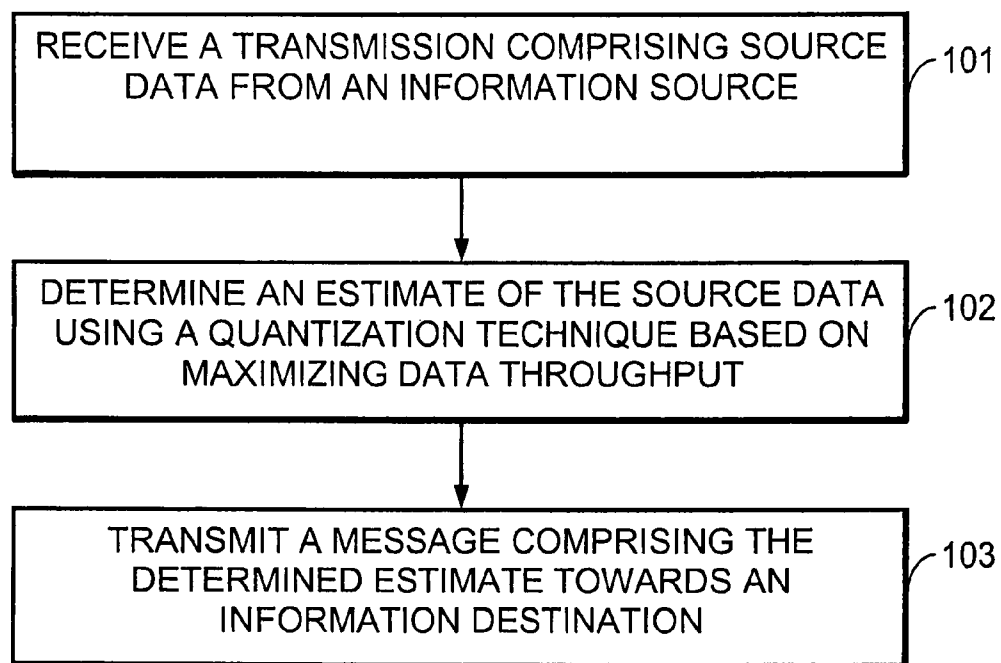 RECEIVE A TRANSMISSION COMPRISING SOURCE
DATA FROM AN INFORMATION SOURCE
101
DETERMINE AN ESTIMATE OF THE SOURCE DATA
USING A QUANTIZATION TECHNIQUE BASED ON
MAXIMIZING DATA THROUGHPUT
102
TRANSMIT A MESSAGE COMPRISING THE
DETERMINED ESTIMATE TOWARDS AN
INFORMATION DESTINATION
103